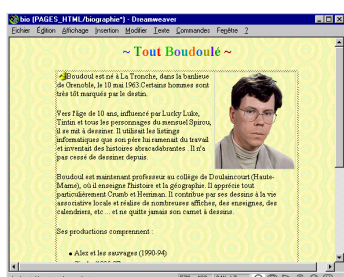 bio (PAGES_HTML/biographie*) - Dreamweaver
Fichier Édition Affichage Insertion Modifier Texte Commandes Fenêtre ?
~ Tout Boudoulé ~
Boudoul est né à La Tronche, dans la banlieue
de Grenoble, le 10 mai 1963.Certains hommes sont
très tôt marqués par le destin.
Vers l'âge de 10 ans, influencé par Lucky Luke,
Tintin et tous les personnages du mensuel Spirou,
il se mit à dessiner. Il utilisait les listings
informatiques que son père lui ramenait du travail
et inventait des histoires abracadabrantes ..Il n'a
pas cessé de dessiner depuis.
Boudoul est maintenant professeur au collège de Doulaincourt (Haute-
Marne), où il enseigne l'histoire et la géographie. Il apprécie tout
particulièrement Crumb et Herriman. Il contribue par ses dessins à la vie
associative locale et réalise de nombreuses affiches, des enseignes, des
calendriers, etc ... et ne quitte jamais son carnet à dessins.
Ses productions comprennent :
Alex et les sauvages (1990-94)